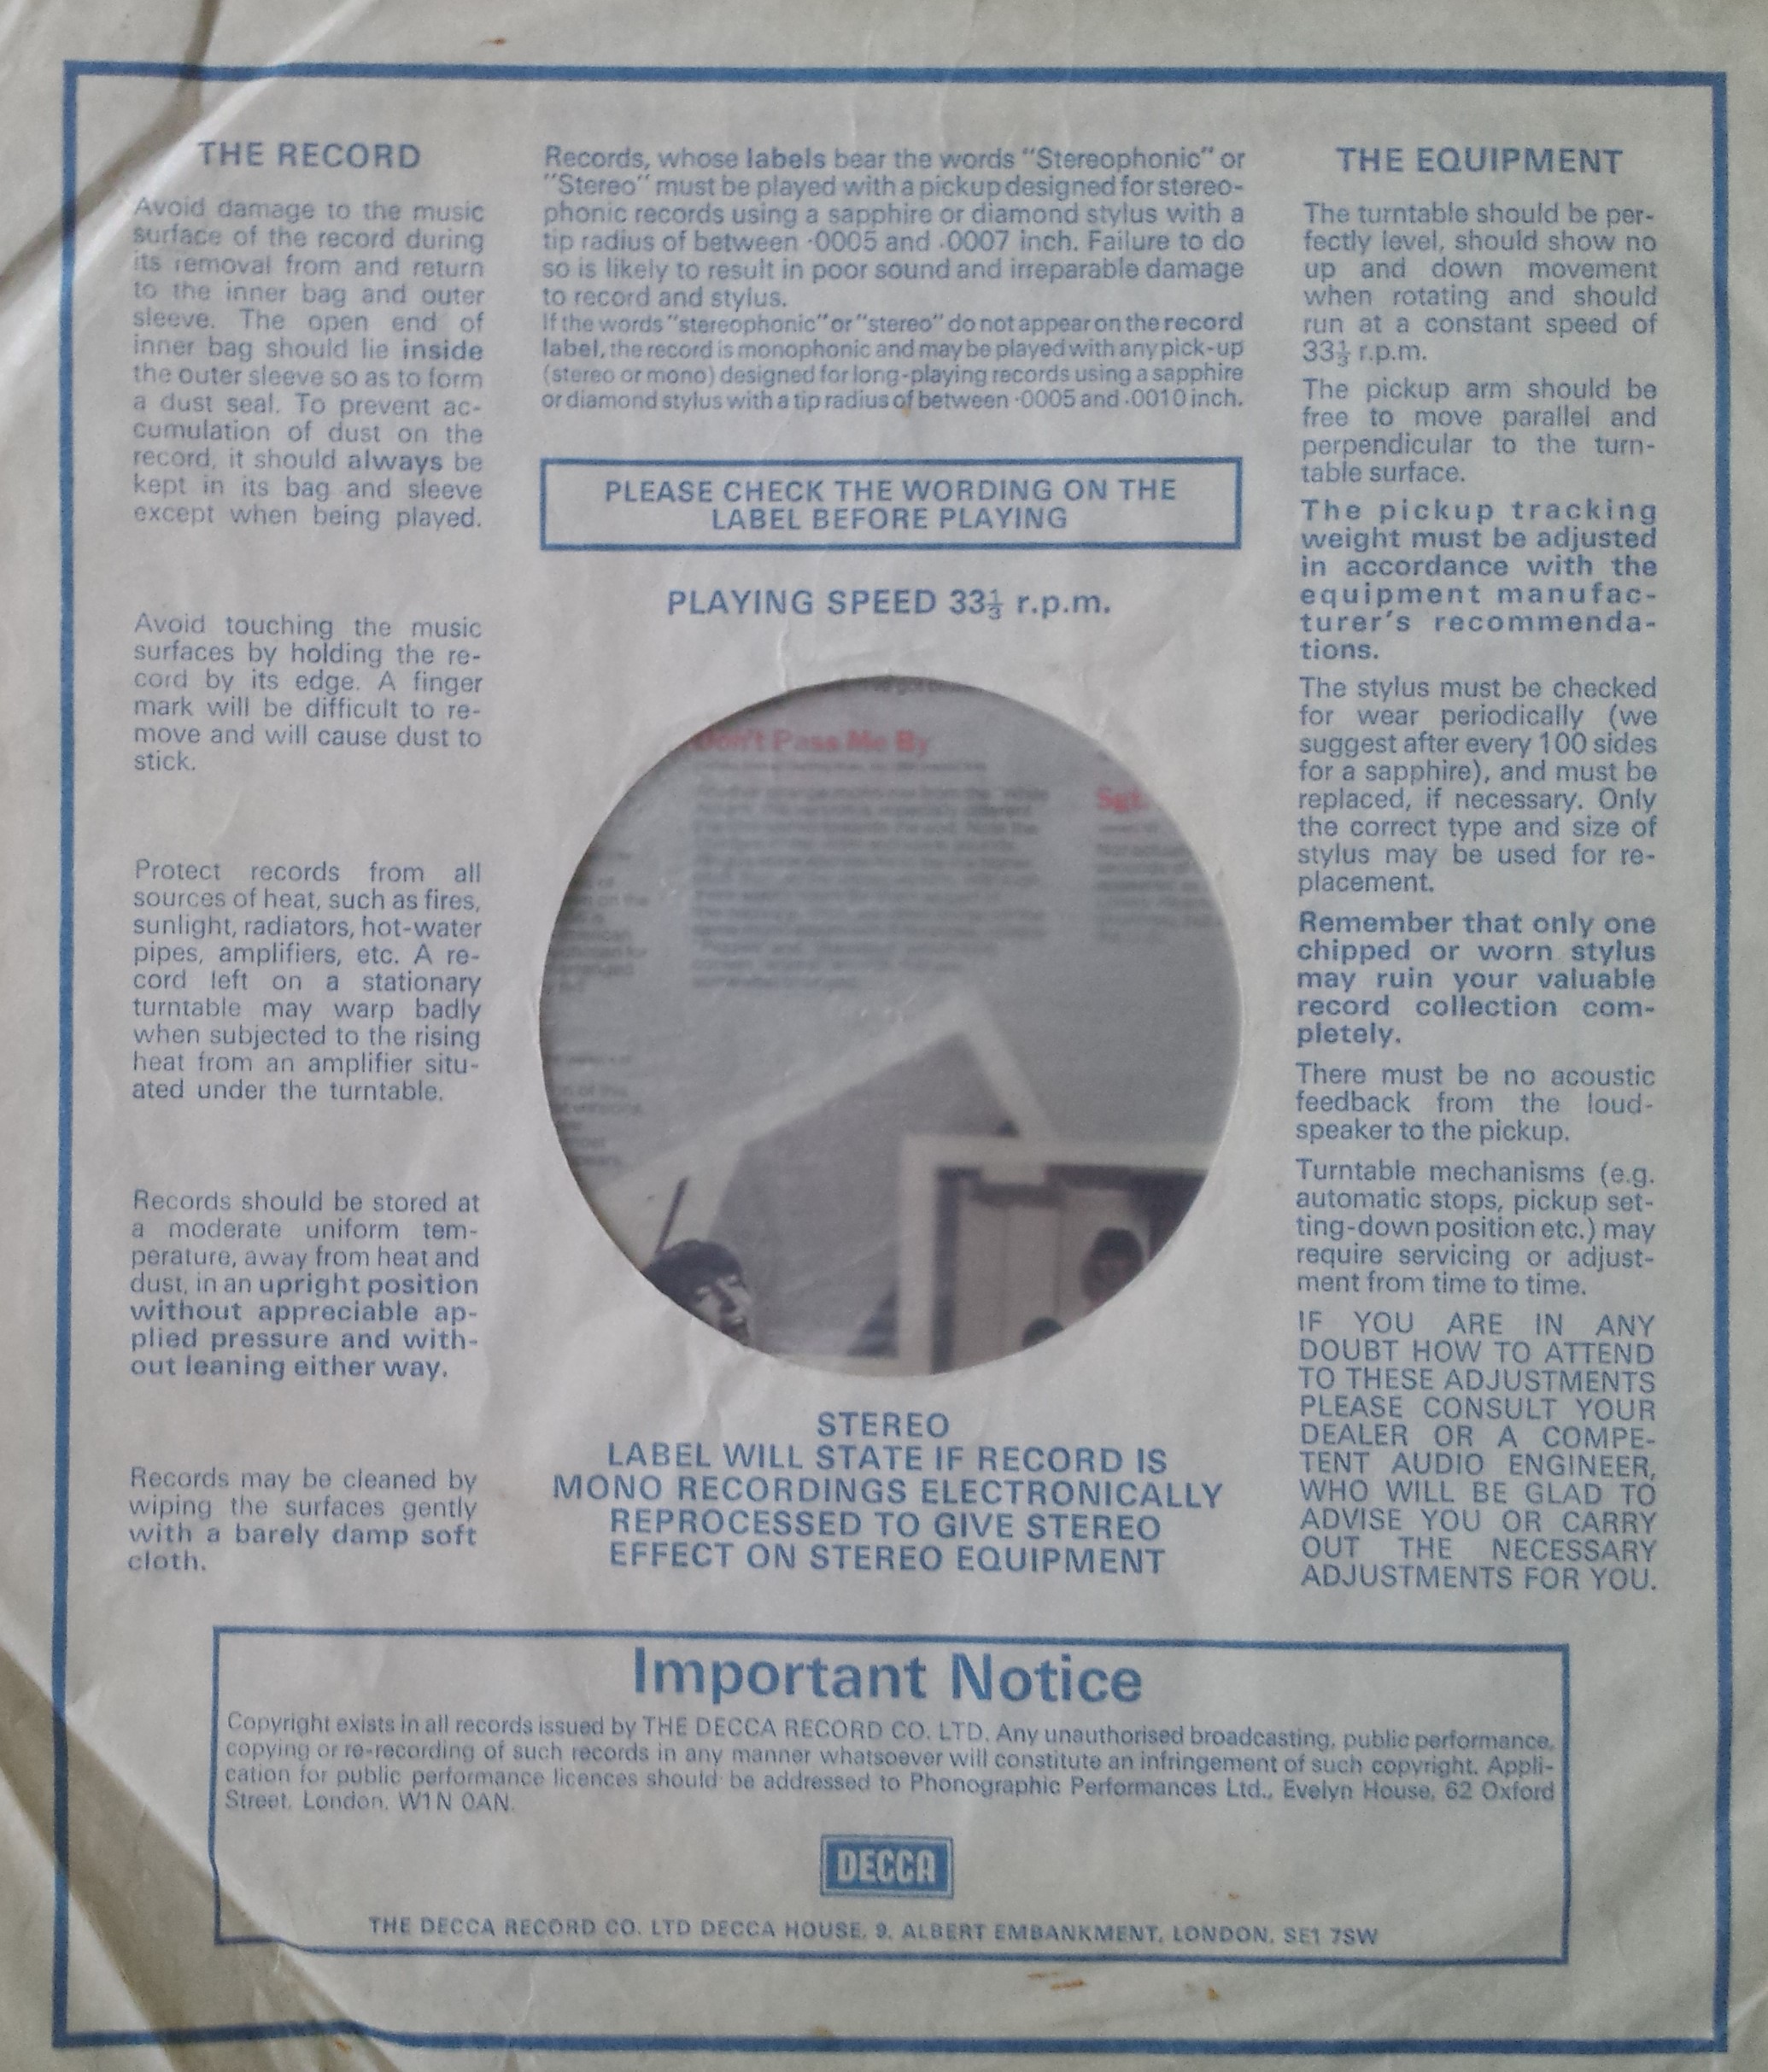 THE RECORD
Avoid damage to the music
surface of the record during
its removal from and return
to the inner bag and outer
sleeve. The open end of
inner bag should lie inside
the outer sleeve so as to form
a dust seal. To prevent ac-
cumulation of dust on the
record, it should always be
kept in its bag and sleeve
except when being played.
Avoid touching the music
surfaces by holding the re-
cord by its edge. A finger
mark will be difficult to re-
move and will cause dust to
stick.
Protect records from all
sources of heat, such as fires,
sunlight, radiators, hot-water
pipes, amplifiers, etc. A re-
cord left on a stationary
turntable may warp badly
when subjected to the rising
heat from an amplifier situ-
ated under the turntable.
Records should be stored at
a moderate uniform tem-
perature, away from heat and
dust, in an upright position
without appreciable ap-
plied pressure and with-
out leaning either way.
Records may be cleaned by
wiping the surfaces gently
with a barely damp soft
cloth.
Records, whose labels bear the words "Stereophonic" or
"Stereo" must be played with a pickup designed for stereo-
phonic records using a sapphire or diamond stylus with a
tip radius of between ·0005 and ·0007 inch. Failure to do
so is likely to result in poor sound and irreparable damage
to record and stylus.
If the words "stereophonic" or "stereo" do not appear on the record
label, the record is monophonic and may be played with any pick-up
(stereo or mono) designed for long-playing records using a sapphire
or diamond stylus with a tip radius of between ·0005 and ·0010 inch.
PLEASE CHECK THE WORDING ON THE
LABEL BEFORE PLAYING
PLAYING SPEED 33⅓ r.p.m.
Don't Pass Me By
Sgt.
STEREO
LABEL WILL STATE IF RECORD IS
MONO RECORDINGS ELECTRONICALLY
REPROCESSED TO GIVE STEREO
EFFECT ON STEREO EQUIPMENT
THE EQUIPMENT
The turntable should be per-
fectly level, should show no
up and down movement
when rotating and should
run at a constant speed of
33⅓ r.p.m.
The pickup arm should be
free to move parallel and
perpendicular to the turn-
table surface.
The pickup tracking
weight must be adjusted
in accordance with the
equipment manufac-
turer's recommenda-
tions.
The stylus must be checked
for wear periodically (we
suggest after every 100 sides
for a sapphire), and must be
replaced, if necessary. Only
the correct type and size of
stylus may be used for re-
placement.
Remember that only one
chipped or worn stylus
may ruin your valuable
record collection com-
pletely.
There must be no acoustic
feedback from the loud-
speaker to the pickup.
Turntable mechanisms (e.g.
automatic stops, pickup set-
ting-down position etc.) may
require servicing or adjust-
ment from time to time.
IF YOU ARE IN ANY
DOUBT HOW TO ATTEND
TO THESE ADJUSTMENTS
PLEASE CONSULT YOUR
DEALER OR A COMPE-
TENT AUDIO ENGINEER,
WHO WILL BE GLAD TO
ADVISE YOU OR CARRY
OUT THE NECESSARY
ADJUSTMENTS FOR YOU.
Important Notice
Copyright exists in all records issued by THE DECCA RECORD CO. LTD. Any unauthorised broadcasting, public performance,
copying or re-recording of such records in any manner whatsoever will constitute an infringement of such copyright. Appli-
cation for public performance licences should be addressed to Phonographic Performances Ltd., Evelyn House, 62 Oxford
Street, London, W1N 0AN.
DECCA
THE DECCA RECORD CO. LTD DECCA HOUSE, 9, ALBERT EMBANKMENT, LONDON, SE1 7SW